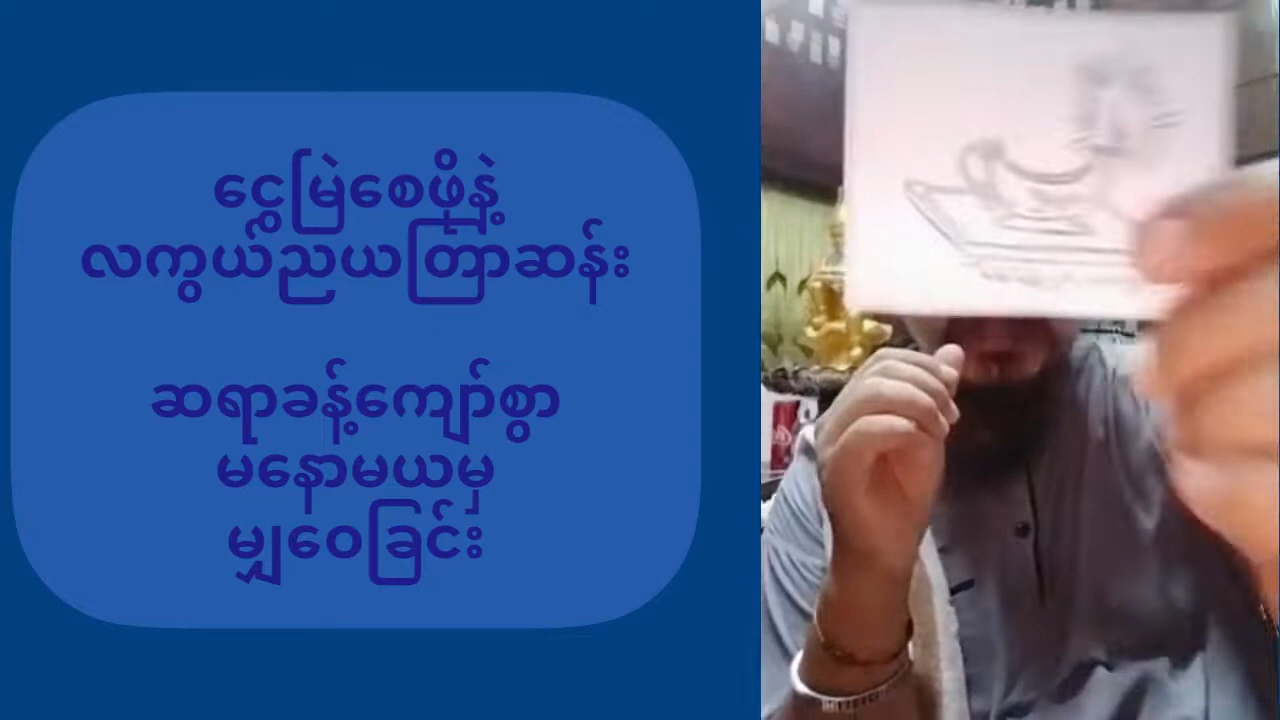 ငွေမြဲစေဖို့နဲ့
လကွယ်ညယတြာဆန်း
ဆရာခန့်ကျော်စွာ
မနောမယမှ
မျှဝေခြင်း